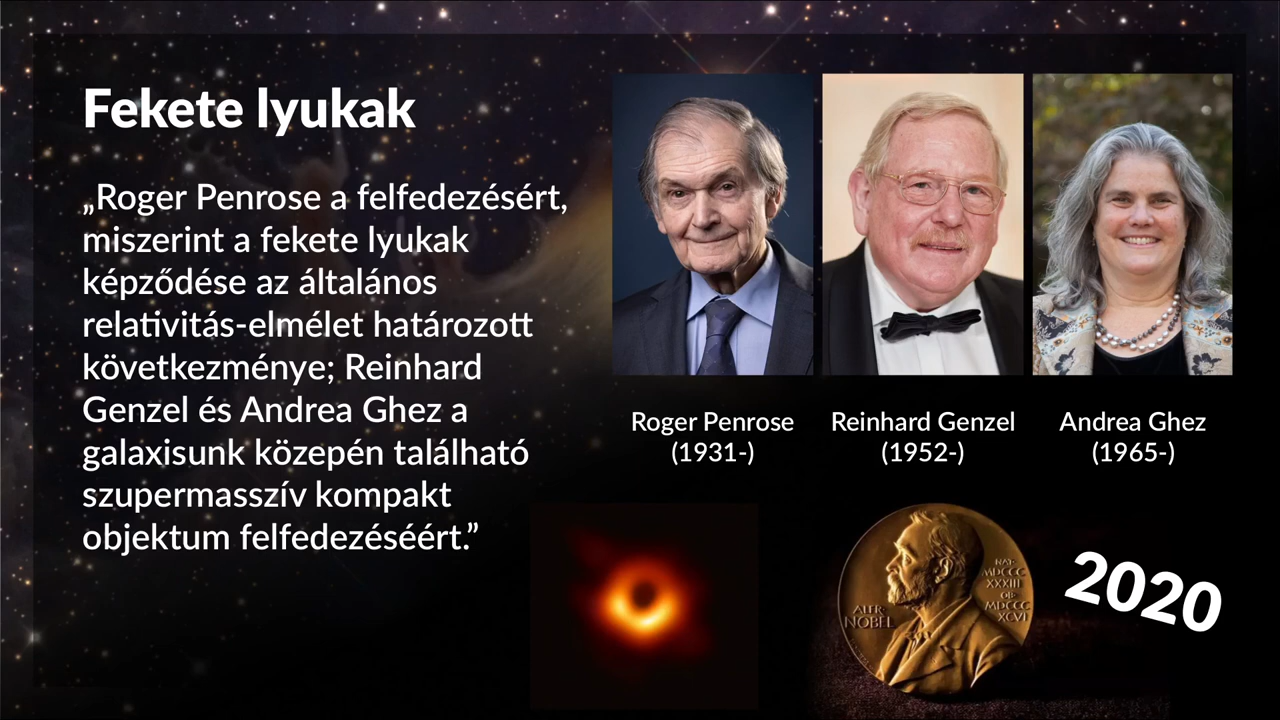 Fekete lyukak
„Roger Penrose a felfedezésért,
miszerint a fekete lyukak
képződése az általános
relativitás-elmélet határozott
következménye; Reinhard
Genzel és Andrea Ghez a
galaxisunk közepén található
szupermasszív kompakt
objektum felfedezéséért.”
Roger Penrose
(1931-)
Reinhard Genzel
(1952-)
Andrea Ghez
(1965-)
ALFR·
NOBEL
NAT·
MDCCC
XXXIII
OB·
MDCCC
XCVI
2020